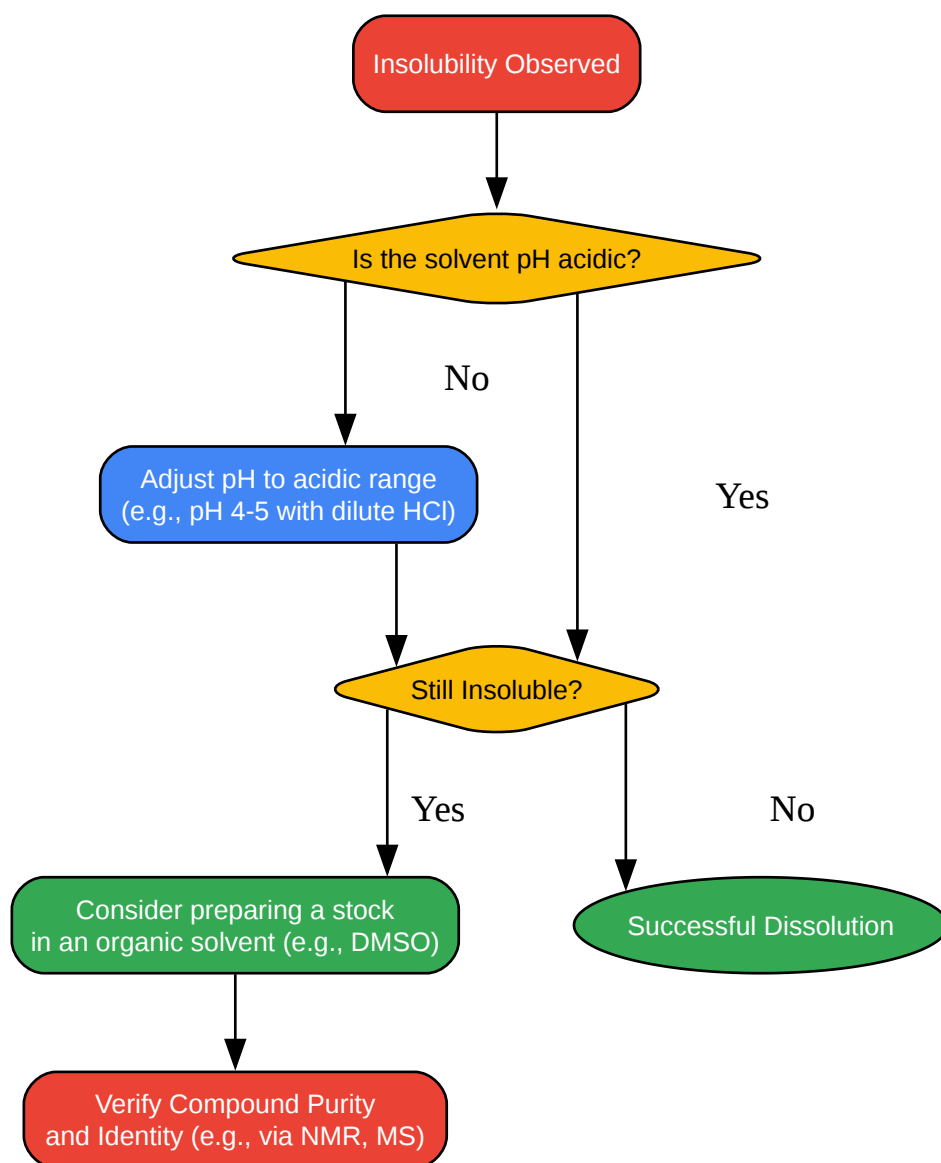 Insolubility Observed
Is the solvent pH acidic?
No
Adjust pH to acidic range
(e.g., pH 4-5 with dilute HCl)
Yes
Still Insoluble?
Yes
No
Consider preparing a stock
in an organic solvent (e.g., DMSO)
Successful Dissolution
Verify Compound Purity
and Identity (e.g., via NMR, MS)